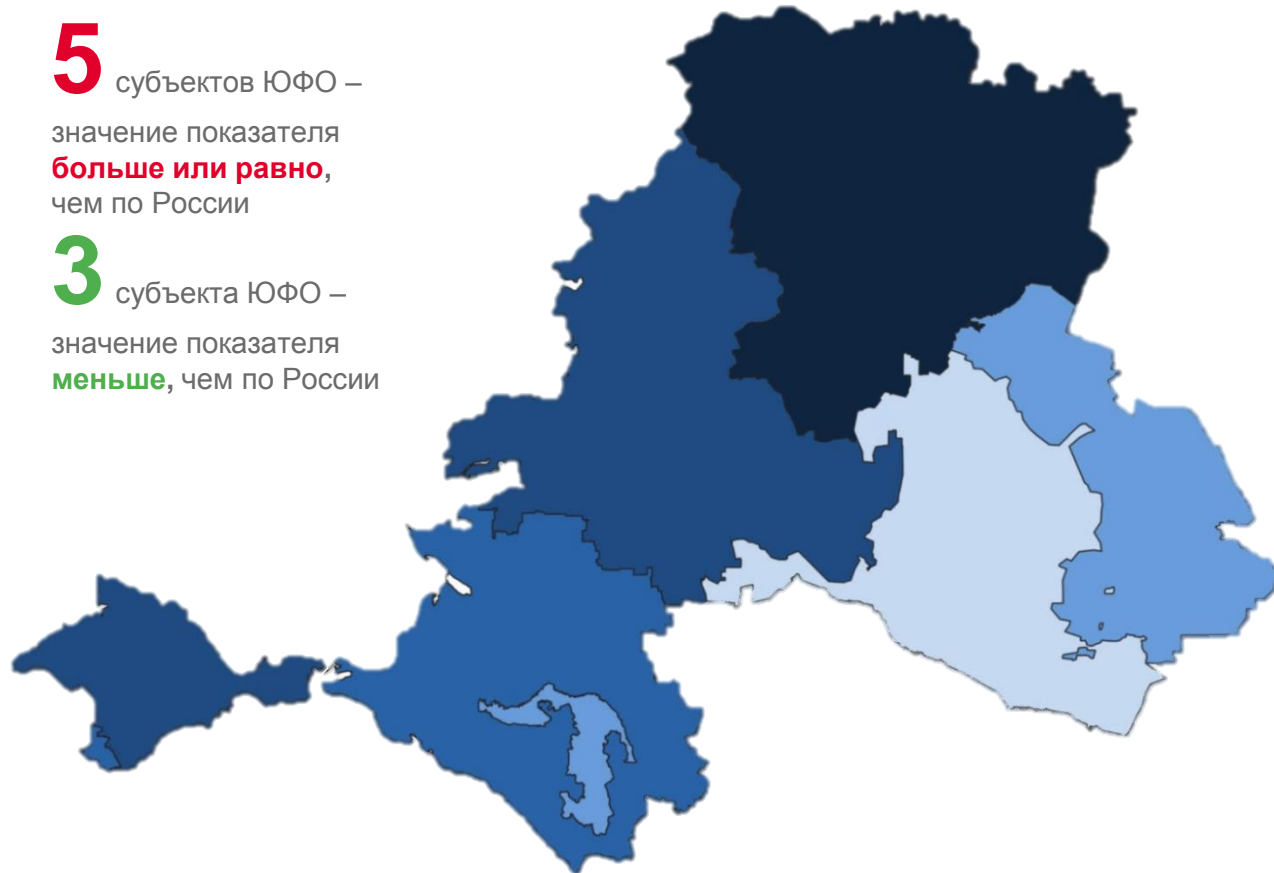 5 субъектов ЮФО –
значение показателя
больше или равно,
чем по России
3 субъекта ЮФО –
значение показателя
меньше, чем по России